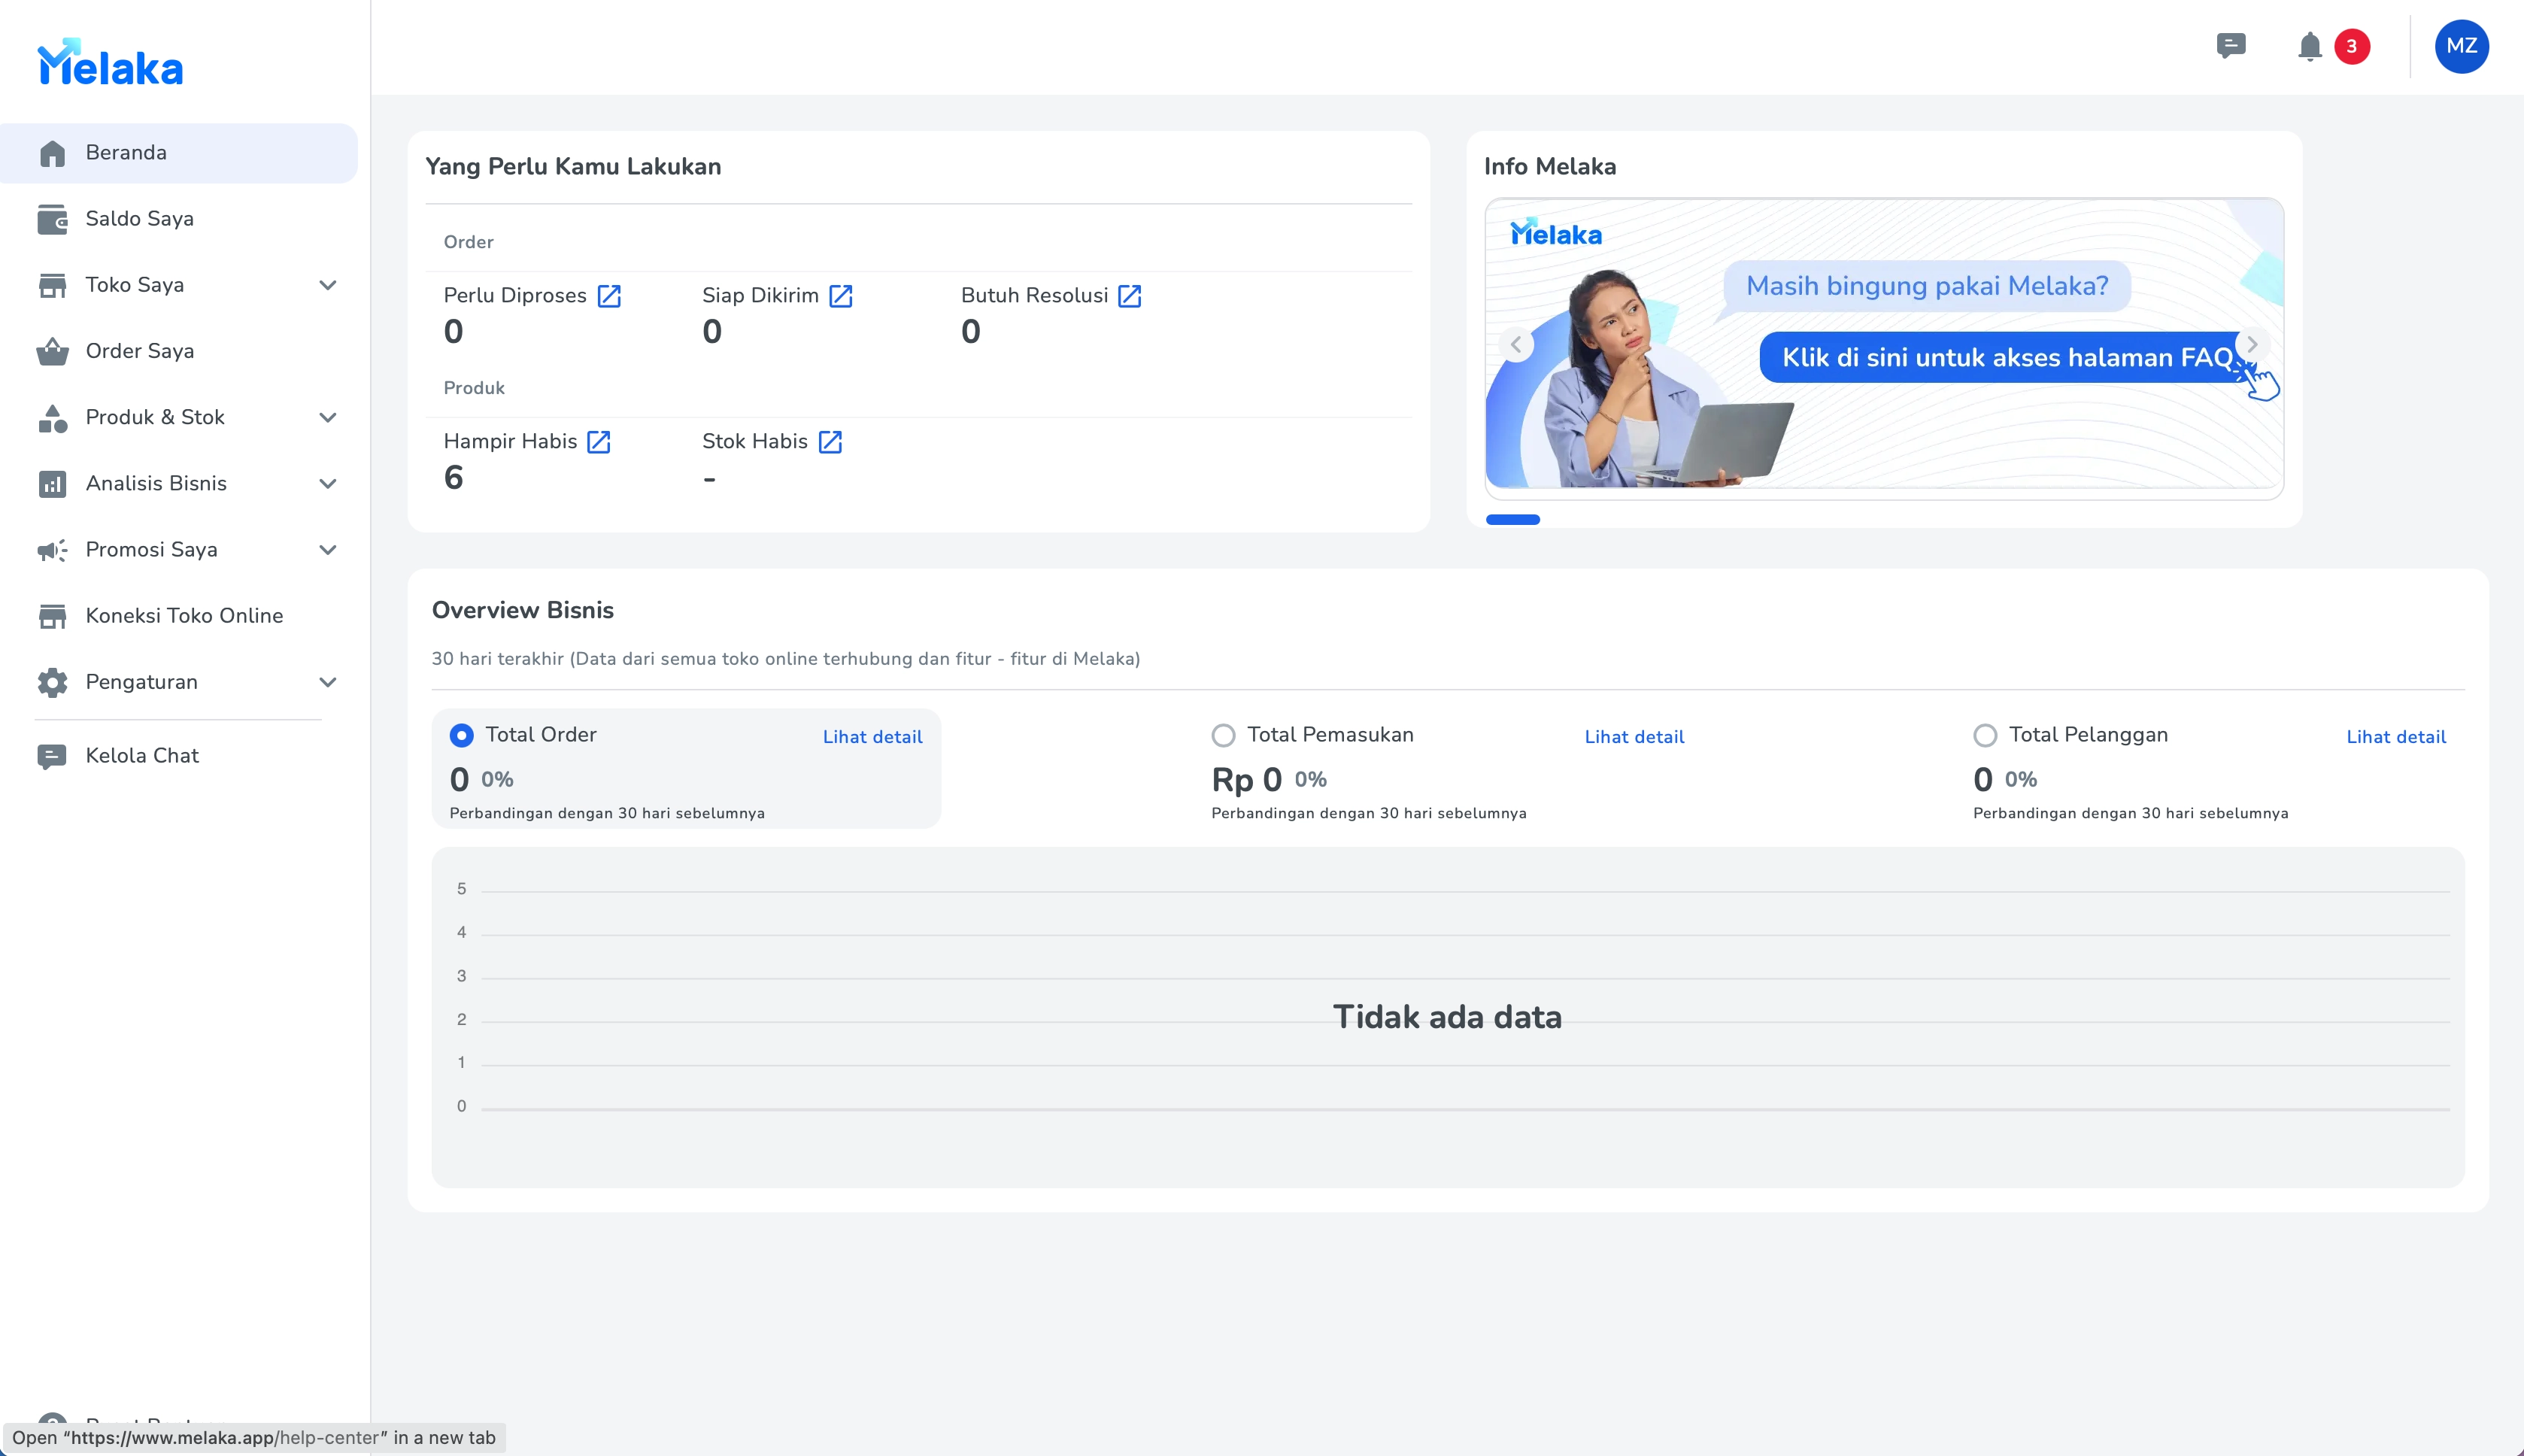 Melaka
3
MZ
Beranda
Saldo Saya
Toko Saya
Order Saya
Produk & Stok
Analisis Bisnis
Promosi Saya
Koneksi Toko Online
Pengaturan
Kelola Chat
Yang Perlu Kamu Lakukan
Order
Perlu Diproses
0
Siap Dikirim
0
Butuh Resolusi
0
Produk
Hampir Habis
6
Stok Habis
-
Info Melaka
Melaka
Masih bingung pakai Melaka?
Klik di sini untuk akses halaman FAQ
Overview Bisnis
30 hari terakhir (Data dari semua toko online terhubung dan fitur - fitur di Melaka)
Total Order
Lihat detail
0 0%
Perbandingan dengan 30 hari sebelumnya
Total Pemasukan
Lihat detail
Rp 0 0%
Perbandingan dengan 30 hari sebelumnya
Total Pelanggan
Lihat detail
0 0%
Perbandingan dengan 30 hari sebelumnya
5
4
3
2
1
0
Tidak ada data
Open “https://www.melaka.app/help-center” in a new tab